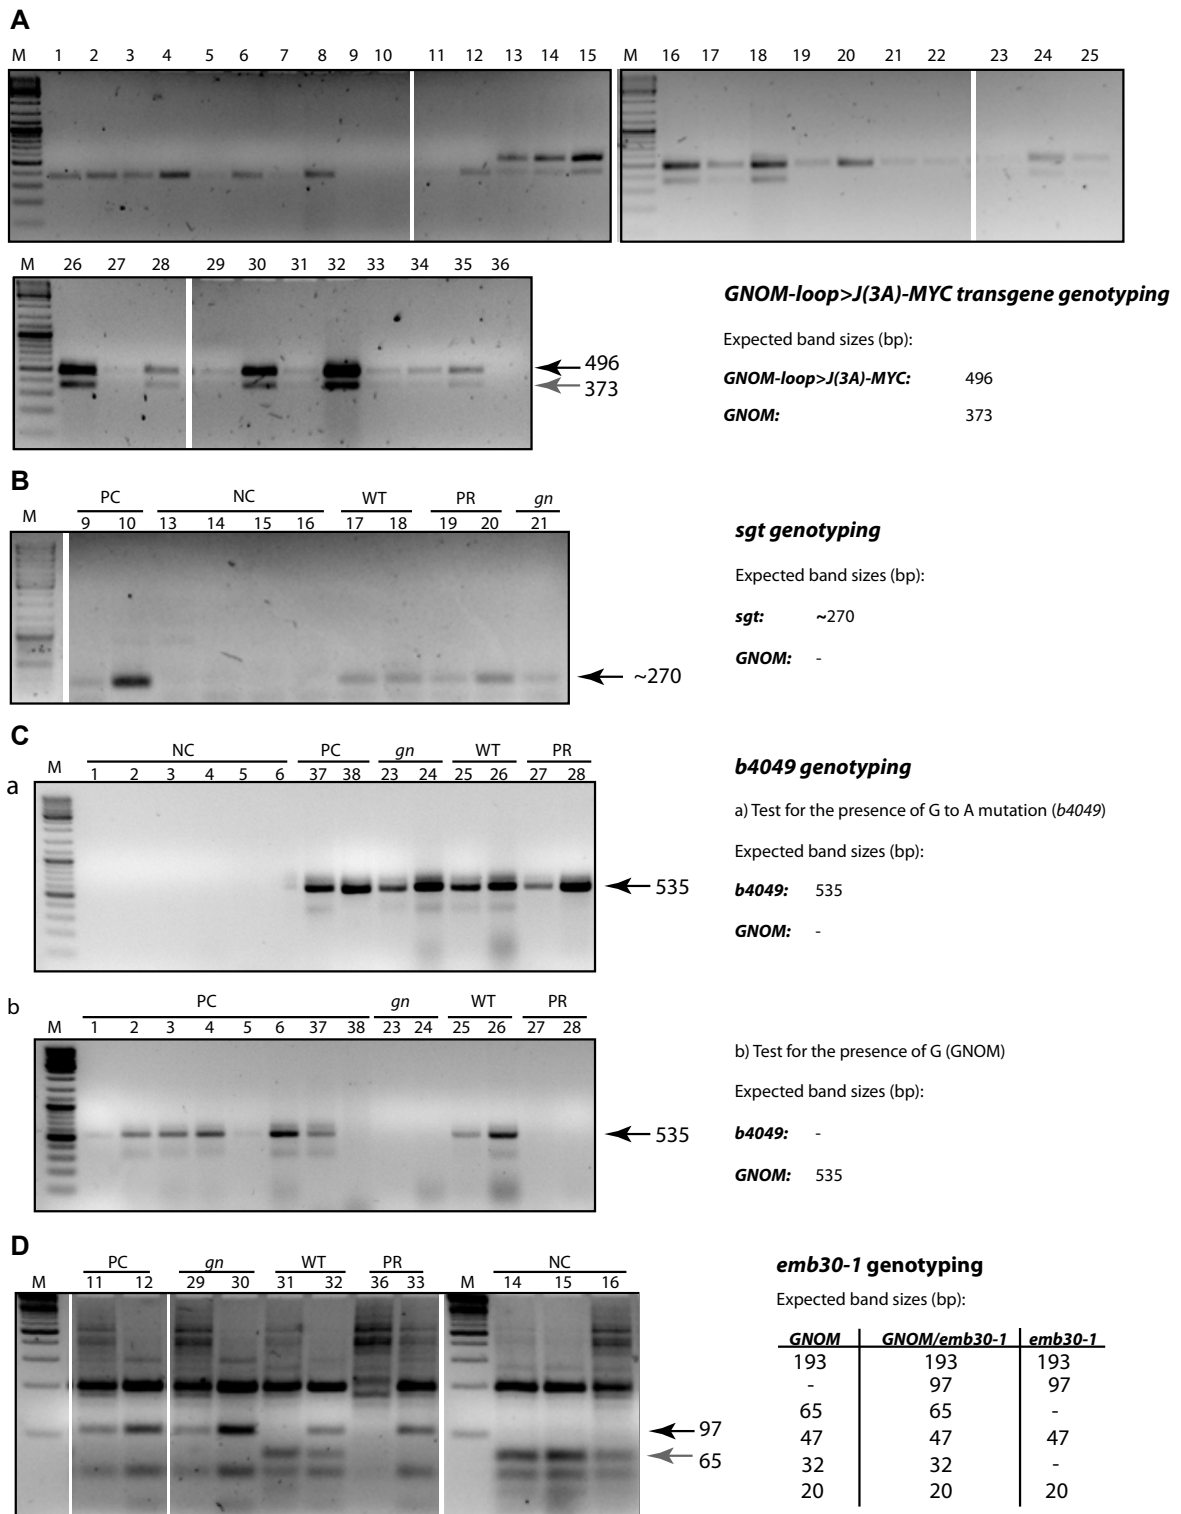 A
M 1 2 3 4 5 6 7 8 9 10 11 12 13 14 15 M 16 17 18 19 20 21 22 23 24 25
M 26 27 28 29 30 31 32 33 34 35 36
496
373
GNOM-loop>J(3A)-MYC transgene genotyping
Expected band sizes (bp):
GNOM-loop>J(3A)-MYC: 496
GNOM: 373
B
PC NC WT PR gn
M 9 10 13 14 15 16 17 18 19 20 21
~270
sgt genotyping
Expected band sizes (bp):
sgt: ~270
GNOM: -
C
a
NC PC gn WT PR
M 1 2 3 4 5 6 37 38 23 24 25 26 27 28
535
b4049 genotyping
a) Test for the presence of G to A mutation (b4049)
Expected band sizes (bp):
b4049: 535
GNOM: -
b
PC gn WT PR
M 1 2 3 4 5 6 37 38 23 24 25 26 27 28
535
b) Test for the presence of G (GNOM)
Expected band sizes (bp):
b4049: -
GNOM: 535
D
PC gn WT PR NC
M 11 12 29 30 31 32 36 33 M 14 15 16
97
65
emb30-1 genotyping
Expected band sizes (bp):
GNOM GNOM/emb30-1 emb30-1
193 193 193
- 97 97
65 65 -
47 47 47
32 32 -
20 20 20